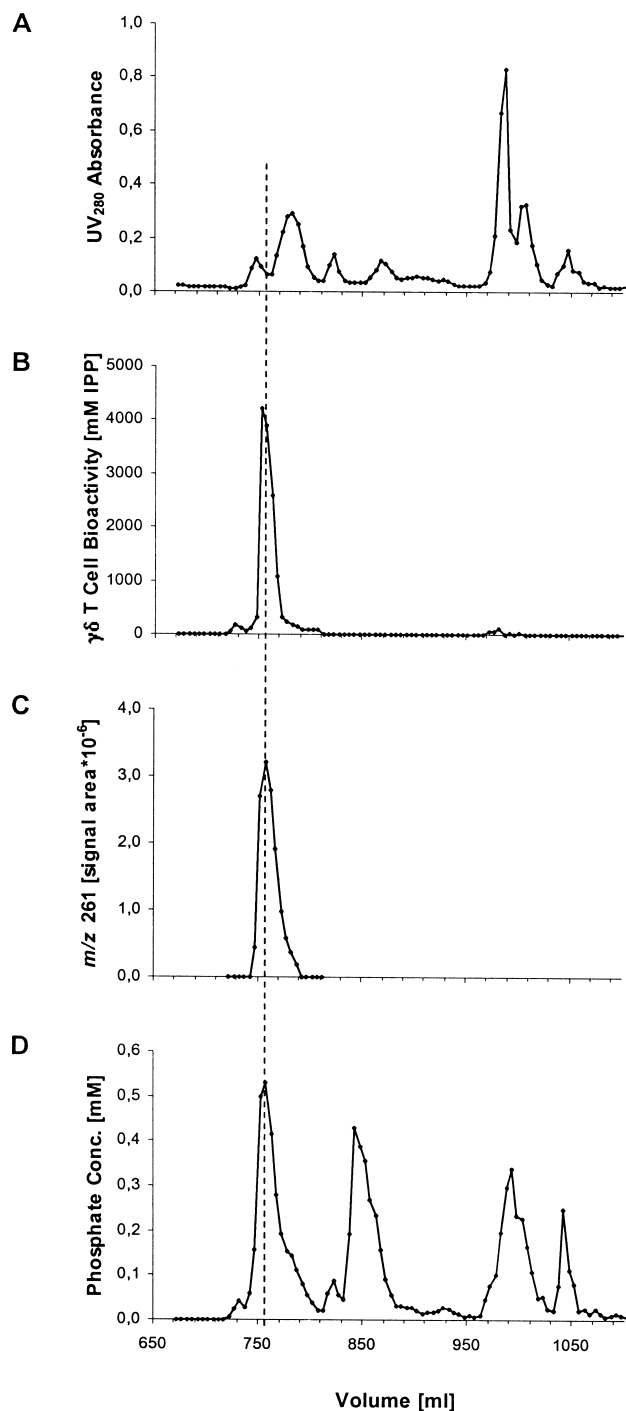 A
UV280 Absorbance
1,0
0,8
0,6
0,4
0,2
0,0
B
γδ T Cell Bioactivity [mM IPP]
5000
4000
3000
2000
1000
0
C
m/z 261 [signal area*10-6]
4,0
3,0
2,0
1,0
0,0
D
Phosphate Conc. [mM]
0,6
0,5
0,4
0,3
0,2
0,1
0,0
650 750 850 950 1050
Volume [ml]